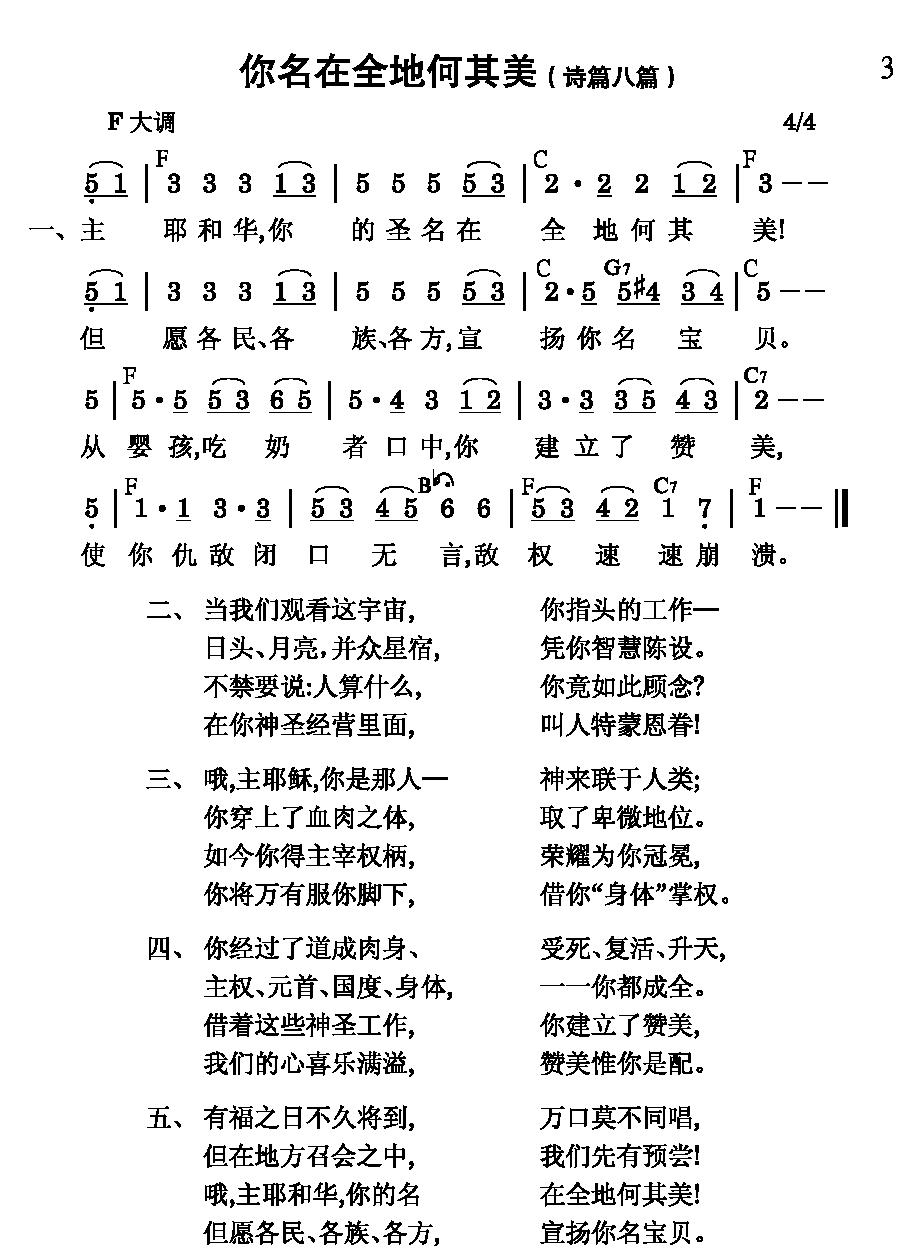 你名在全地何其美(诗篇八篇) 3
F大调 4/4
F C F
5 1 | 3 3 3 1 3 | 5 5 5 5 3 | 2 · 2 2 1 2 | 3 — —
一、主 耶和华,你 的圣名在 全地何其 美!
C G7 C
5 1 | 3 3 3 1 3 | 5 5 5 5 3 | 2 · 5 5 #4 3 4 | 5 — —
但 愿各民、各 族、各方,宣 扬你名宝 贝。
F C7
5 | 5 · 5 5 3 6 5 | 5 · 4 3 1 2 | 3 · 3 3 5 4 3 | 2 — —
从 婴孩,吃奶 者口中,你 建立了赞 美,
F B♭ F C7 F
5 | 1 · 1 3 · 3 | 5 3 4 5 6 6 | 5 3 4 2 1 7 | 1 — —
使 你仇敌闭 口无言,敌 权速速崩 溃。
二、 当我们观看这宇宙, 你指头的工作—
日头、月亮,并众星宿, 凭你智慧陈设。
不禁要说:人算什么, 你竟如此顾念?
在你神圣经营里面, 叫人特蒙恩眷!
三、 哦,主耶稣,你是那人— 神来联于人类;
你穿上了血肉之体, 取了卑微地位。
如今你得主宰权柄, 荣耀为你冠冕,
你将万有服你脚下, 借你“身体”掌权。
四、 你经过了道成肉身、 受死、复活、升天,
主权、元首、国度、身体, 一一你都成全。
借着这些神圣工作, 你建立了赞美,
我们的心喜乐满溢, 赞美惟你是配。
五、 有福之日不久将到, 万口莫不同唱,
但在地方召会之中, 我们先有预尝!
哦,主耶和华,你的名 在全地何其美!
但愿各民、各族、各方, 宣扬你名宝贝。